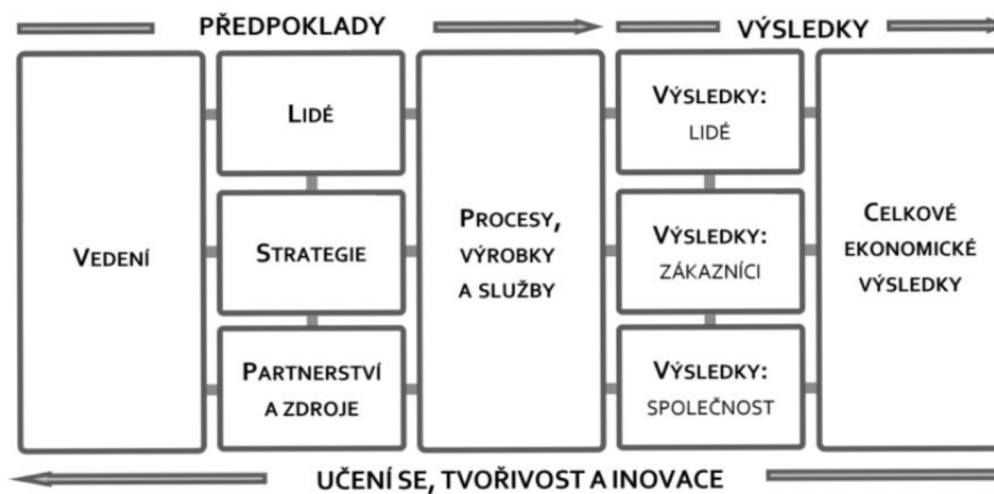 PŘEDPOKLADY
VÝSLEDKY
VEDENÍ
LIDÉ
STRATEGIE
PARTNERSTVÍ
A ZDROJE
PROCESY,
VÝROBKY
A SLUŽBY
VÝSLEDKY:
LIDÉ
VÝSLEDKY:
ZÁKAZNÍCI
VÝSLEDKY:
SPOLEČNOST
CELKOVÉ
EKONOMICKÉ
VÝSLEDKY
UČENÍ SE, TVOŘIVOST A INOVACE